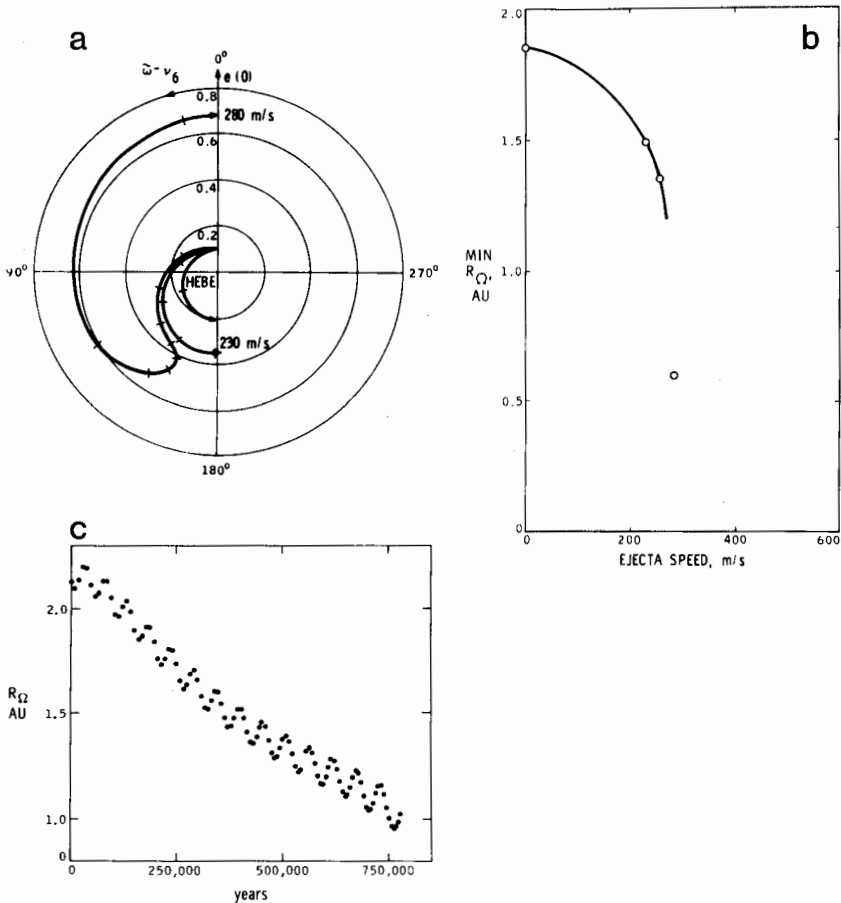 a
0°
ω̃-ν6
e (0)
0.8
280 m/s
0.6
0.4
0.2
90°
HEBE
270°
230 m/s
180°
b
2.0
1.5
MIN
RΩ,
AU
1.0
0.5
0
0
200
400
600
EJECTA SPEED, m/s
c
2.0
RΩ
AU
1.5
1.0
0
0
250,000
500,000
750,000
years